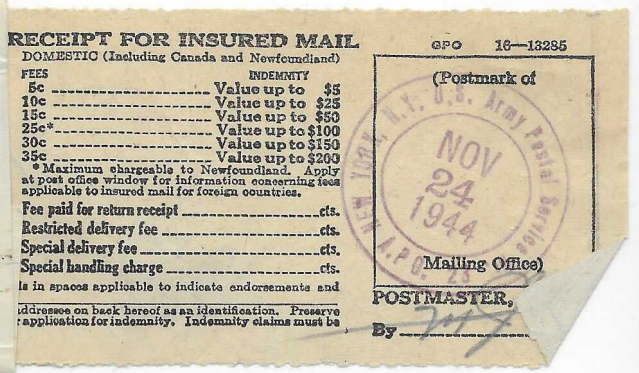 RECEIPT FOR INSURED MAIL
GPO 16—13285
DOMESTIC (Including Canada and Newfoundland)
FEES INDEMNITY
5c Value up to $5
10c Value up to $25
15c Value up to $50
25c* Value up to $100
30c Value up to $150
35c Value up to $200
*Maximum chargeable to Newfoundland. Apply
at post office window for information concerning fees
applicable to insured mail for foreign countries.
Fee paid for return receipt cts.
Restricted delivery fee cts.
Special delivery fee cts.
Special handling charge cts.
ls in spaces applicable to indicate endorsements and
addressee on back hereof as an identification. Preserve
application for indemnity. Indemnity claims must be
(Postmark of
NEW YORK, N.Y. U.S. Army Postal Service
NOV
24
1944
A.P.O.
(Mailing Office)
POSTMASTER,
By